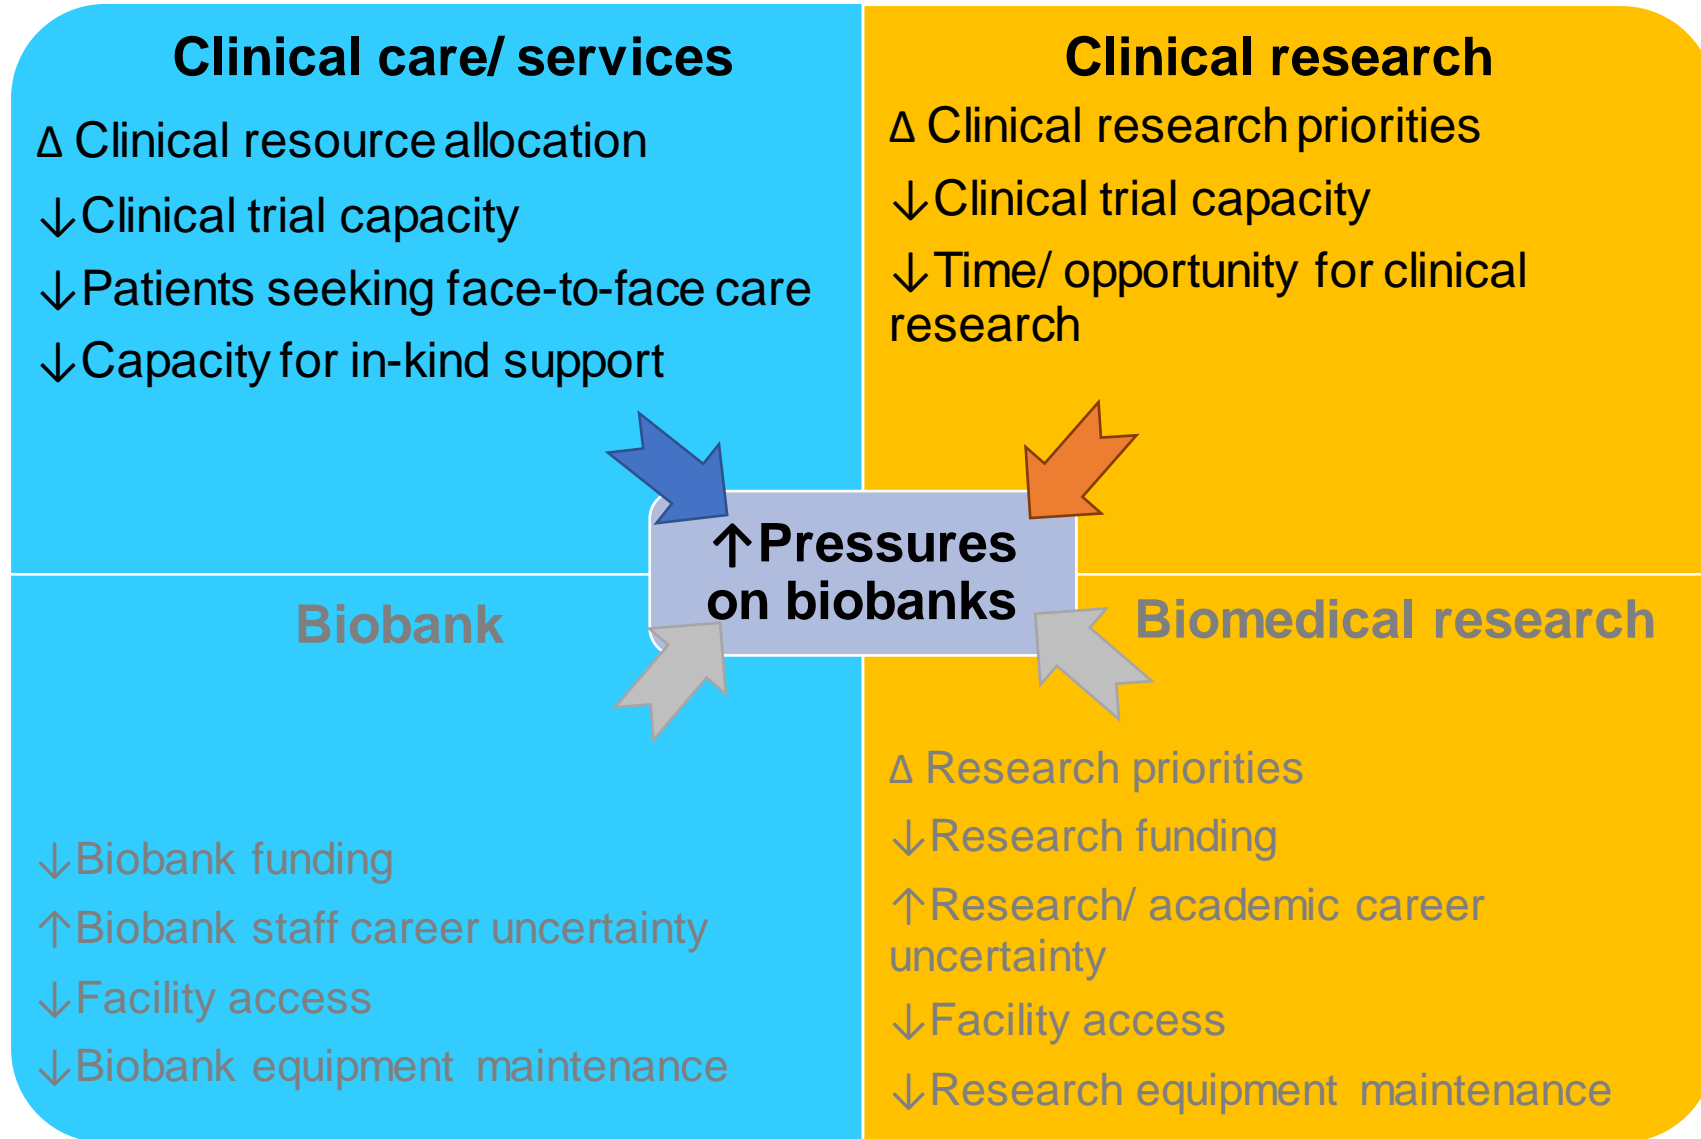 Clinical care/ services
Δ Clinical resource allocation
↓Clinical trial capacity
↓Patients seeking face-to-face care
↓Capacity for in-kind support
Clinical research
Δ Clinical research priorities
↓Clinical trial capacity
↓Time/ opportunity for clinical
research
↑Pressures
on biobanks
Biobank
↓Biobank funding
↑Biobank staff career uncertainty
↓Facility access
↓Biobank equipment maintenance
Biomedical research
Δ Research priorities
↓Research funding
↑Research/ academic career
uncertainty
↓Facility access
↓Research equipment maintenance